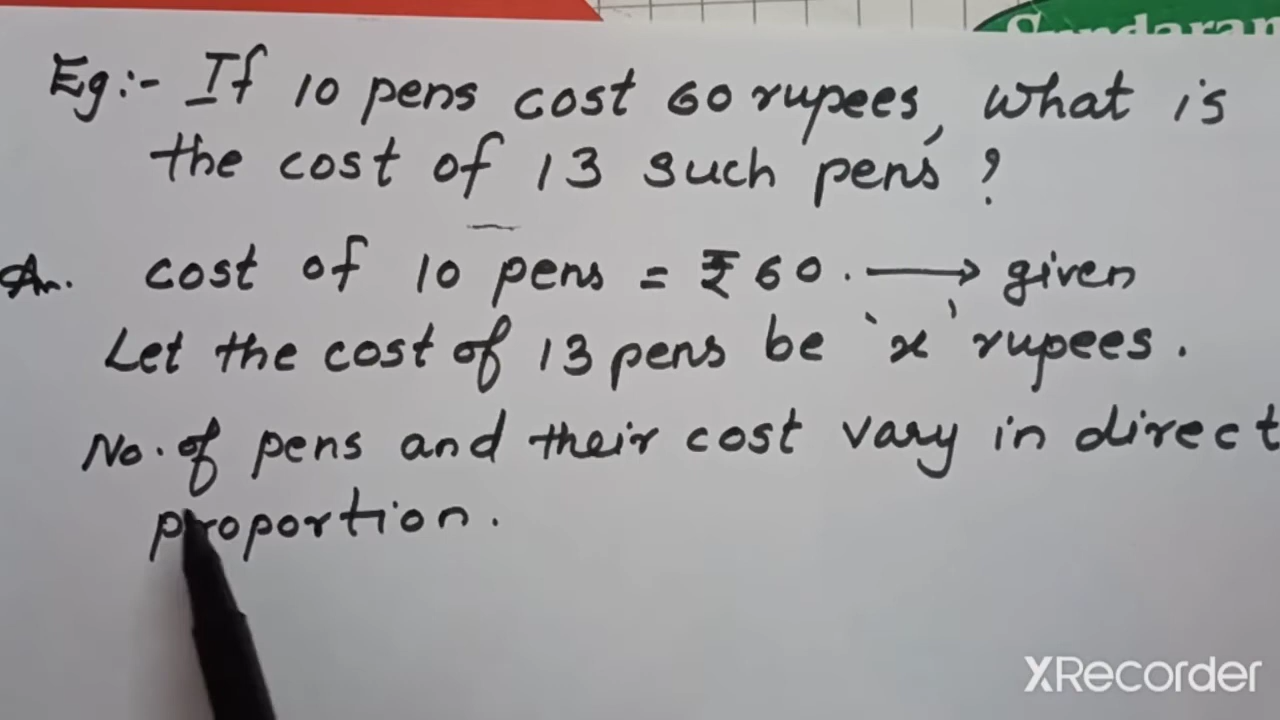 Sundaram
Eg:- If 10 pens cost 60 rupees, what is
the cost of 13 such pens ?
An. cost of 10 pens = ₹ 60. ⟶ given
Let the cost of 13 pens be 'x' rupees.
No. of pens and their cost vary in direct
proportion.
XRecorder